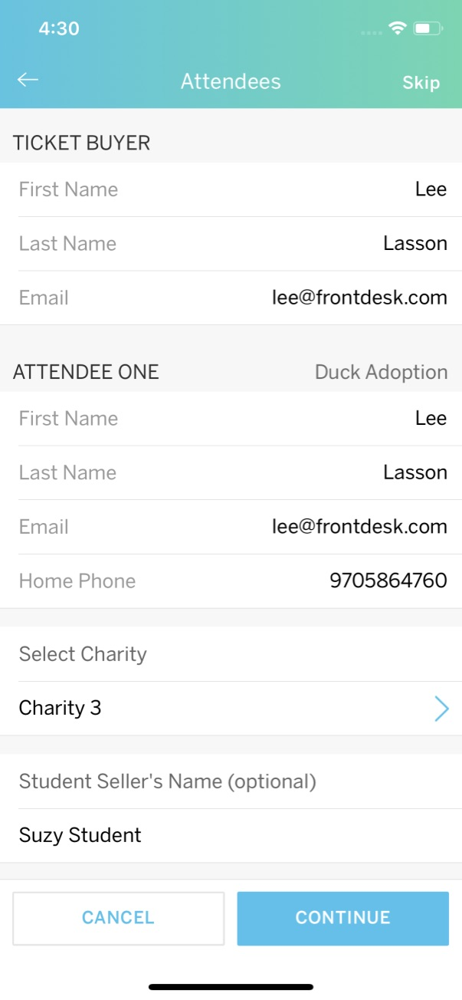 4:30
Attendees
Skip
TICKET BUYER
First Name Lee
Last Name Lasson
Email lee@frontdesk.com
ATTENDEE ONE Duck Adoption
First Name Lee
Last Name Lasson
Email lee@frontdesk.com
Home Phone 9705864760
Select Charity
Charity 3
Student Seller's Name (optional)
Suzy Student
CANCEL CONTINUE